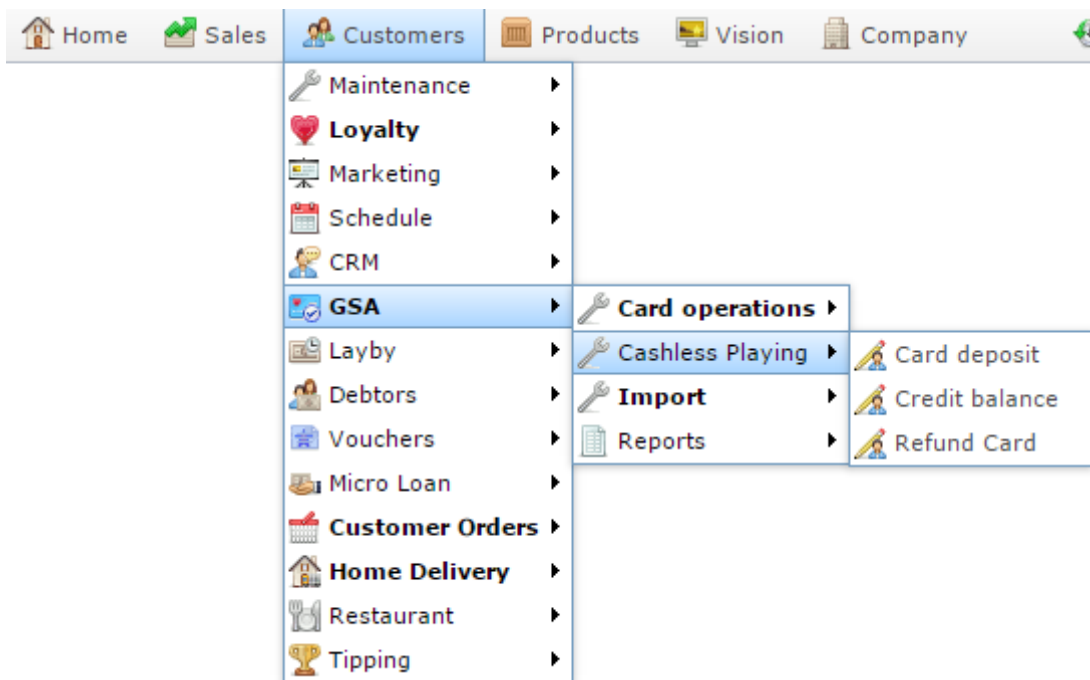 Home Sales Customers Products Vision Company
Maintenance
Loyalty
Marketing
Schedule
CRM
GSA
Layby
Debtors
Vouchers
Micro Loan
Customer Orders
Home Delivery
Restaurant
Tipping
Card operations
Cashless Playing
Import
Reports
Card deposit
Credit balance
Refund Card